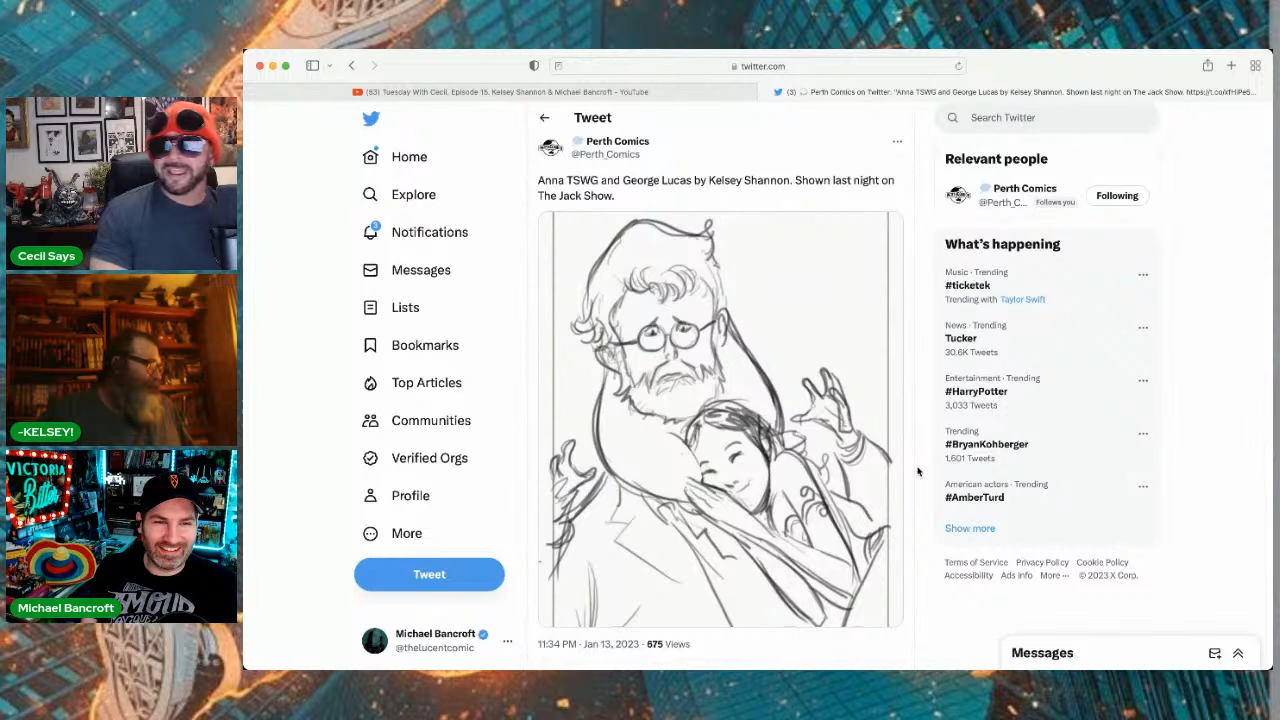 Cecil Says
-KELSEY!
VICTORIA
Bitter
FAMOUS
Michael Bancroft
twitter.com
(93) Tuesday With Cecil. Episode 15. Kelsey Shannon & Michael Bancroft - YouTube
Perth Comics on Twitter: "Anna TSWG and George Lucas by Kelsey Shannon. Shown last night on The Jack Show.
Home
Explore
3
Notifications
Messages
Lists
Bookmarks
Top Articles
Communities
Verified Orgs
Profile
More
Tweet
Michael Bancroft
@thelucentcomic
Tweet
Perth Comics
@Perth_Comics
Anna TSWG and George Lucas by Kelsey Shannon. Shown last night on
The Jack Show.
11:34 PM · Jan 13, 2023 · 675 Views
Search Twitter
Relevant people
Perth Comics
@Perth_C... Follows you
Following
What's happening
Music · Trending
#ticketek
Trending with Taylor Swift
News · Trending
Tucker
30.6K Tweets
Entertainment · Trending
#HarryPotter
3,033 Tweets
Trending
#BryanKohberger
1,601 Tweets
American actors · Trending
#AmberTurd
Show more
Terms of Service Privacy Policy Cookie Policy
Accessibility Ads info More ··· © 2023 X Corp.
Messages